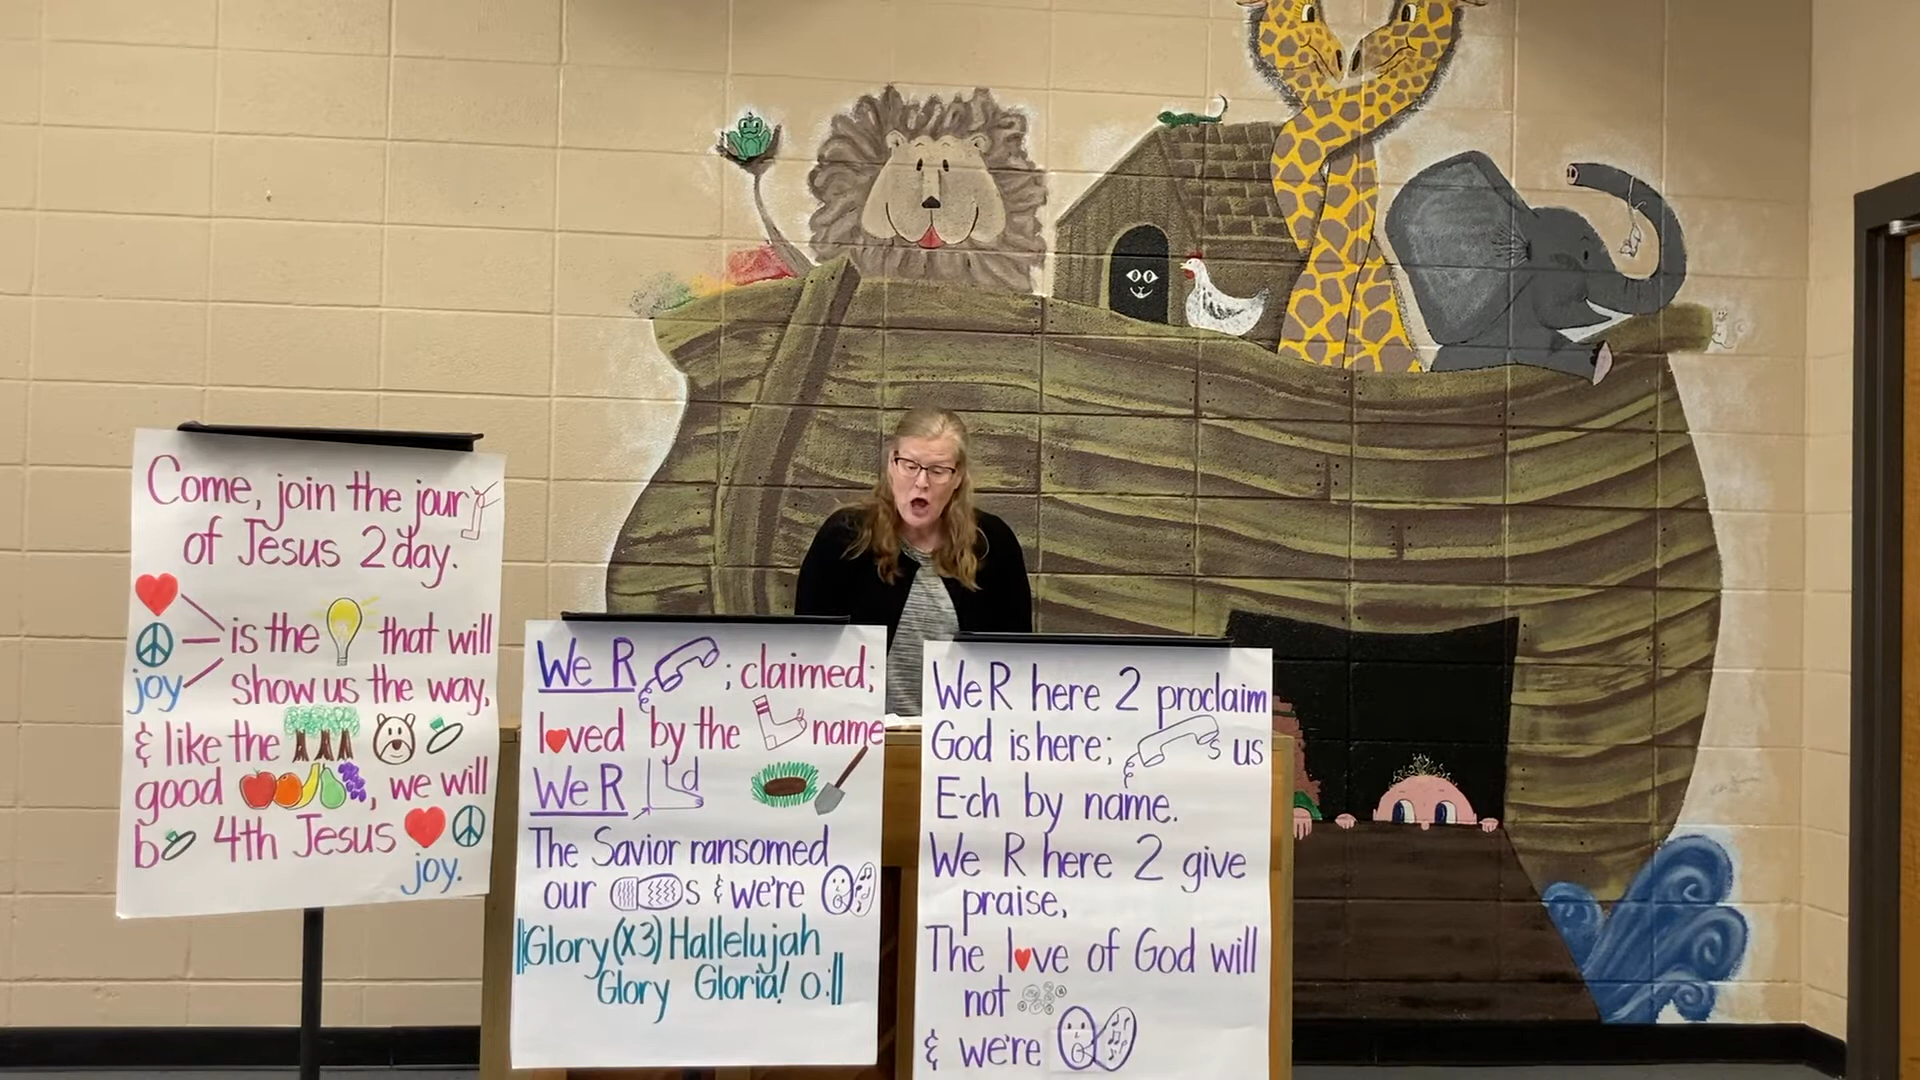 Come, join the jour
of Jesus 2day.
is the that will
joy show us the way,
& like the
good , we will
b 4th Jesus
joy.
We R ; claimed;
loved by the name
We R d
The Savior ransomed
our s & we're
Glory (x3) Hallelujah
Glory Gloria! o:||
We R here 2 proclaim
God is here; s us
E-ch by name.
We R here 2 give
praise,
The love of God will
not
& we're